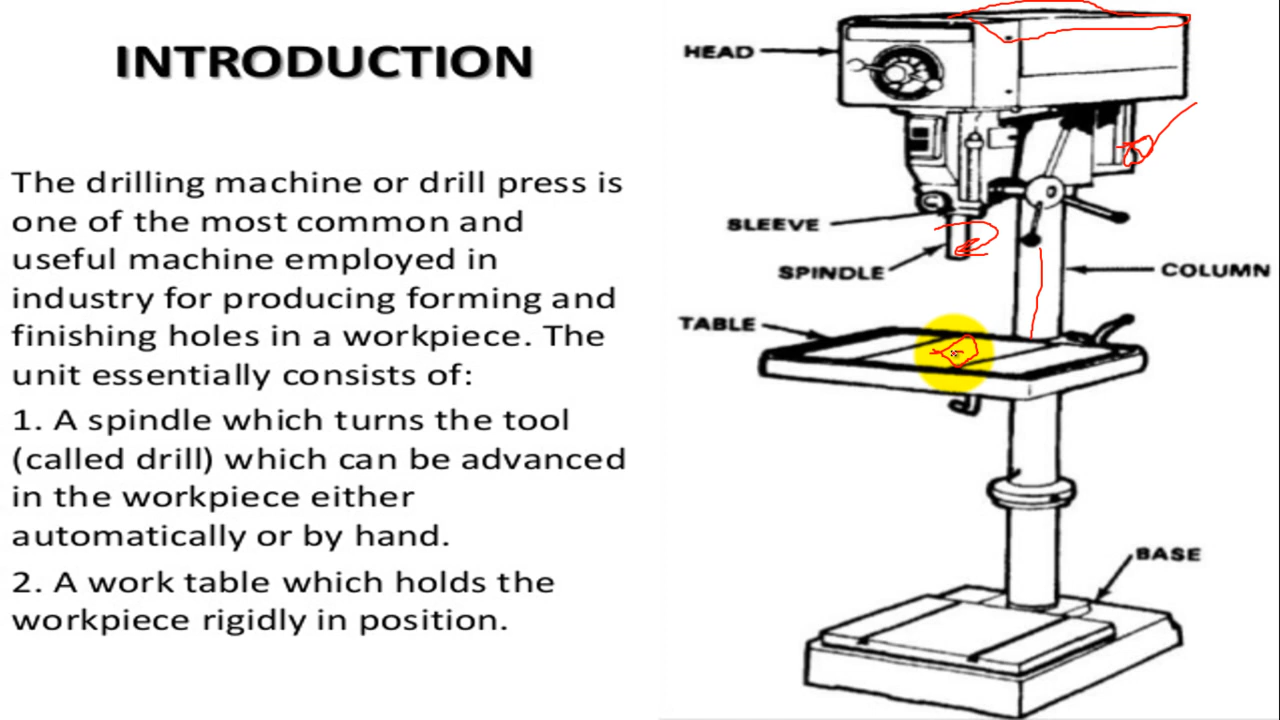 INTRODUCTION
The drilling machine or drill press is
one of the most common and
useful machine employed in
industry for producing forming and
finishing holes in a workpiece. The
unit essentially consists of:
1. A spindle which turns the tool
(called drill) which can be advanced
in the workpiece either
automatically or by hand.
2. A work table which holds the
workpiece rigidly in position.
HEAD
SLEEVE
SPINDLE
COLUMN
TABLE
BASE